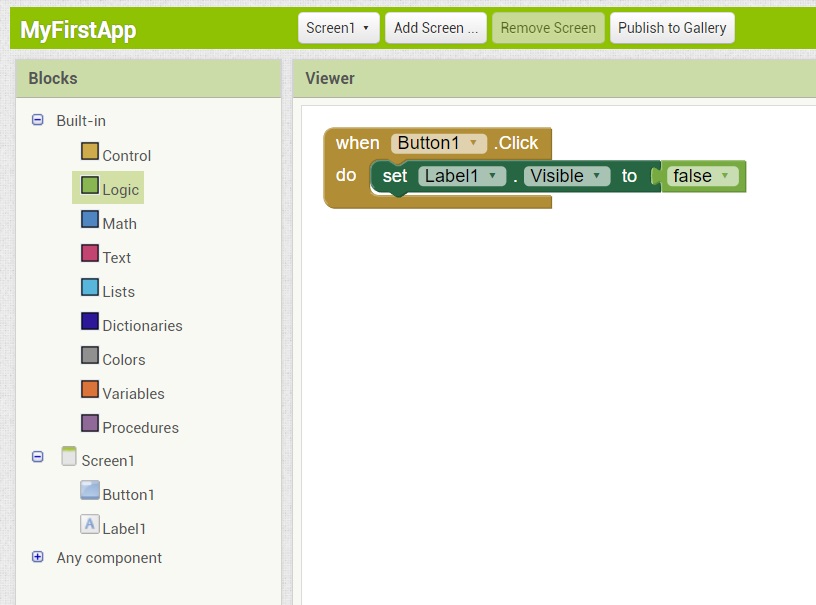 MyFirstApp
Screen1 Add Screen ... Remove Screen Publish to Gallery
Blocks
Built-in
Control
Logic
Math
Text
Lists
Dictionaries
Colors
Variables
Procedures
Screen1
Button1
A Label1
Any component
Viewer
when Button1 .Click
do set Label1 . Visible to false